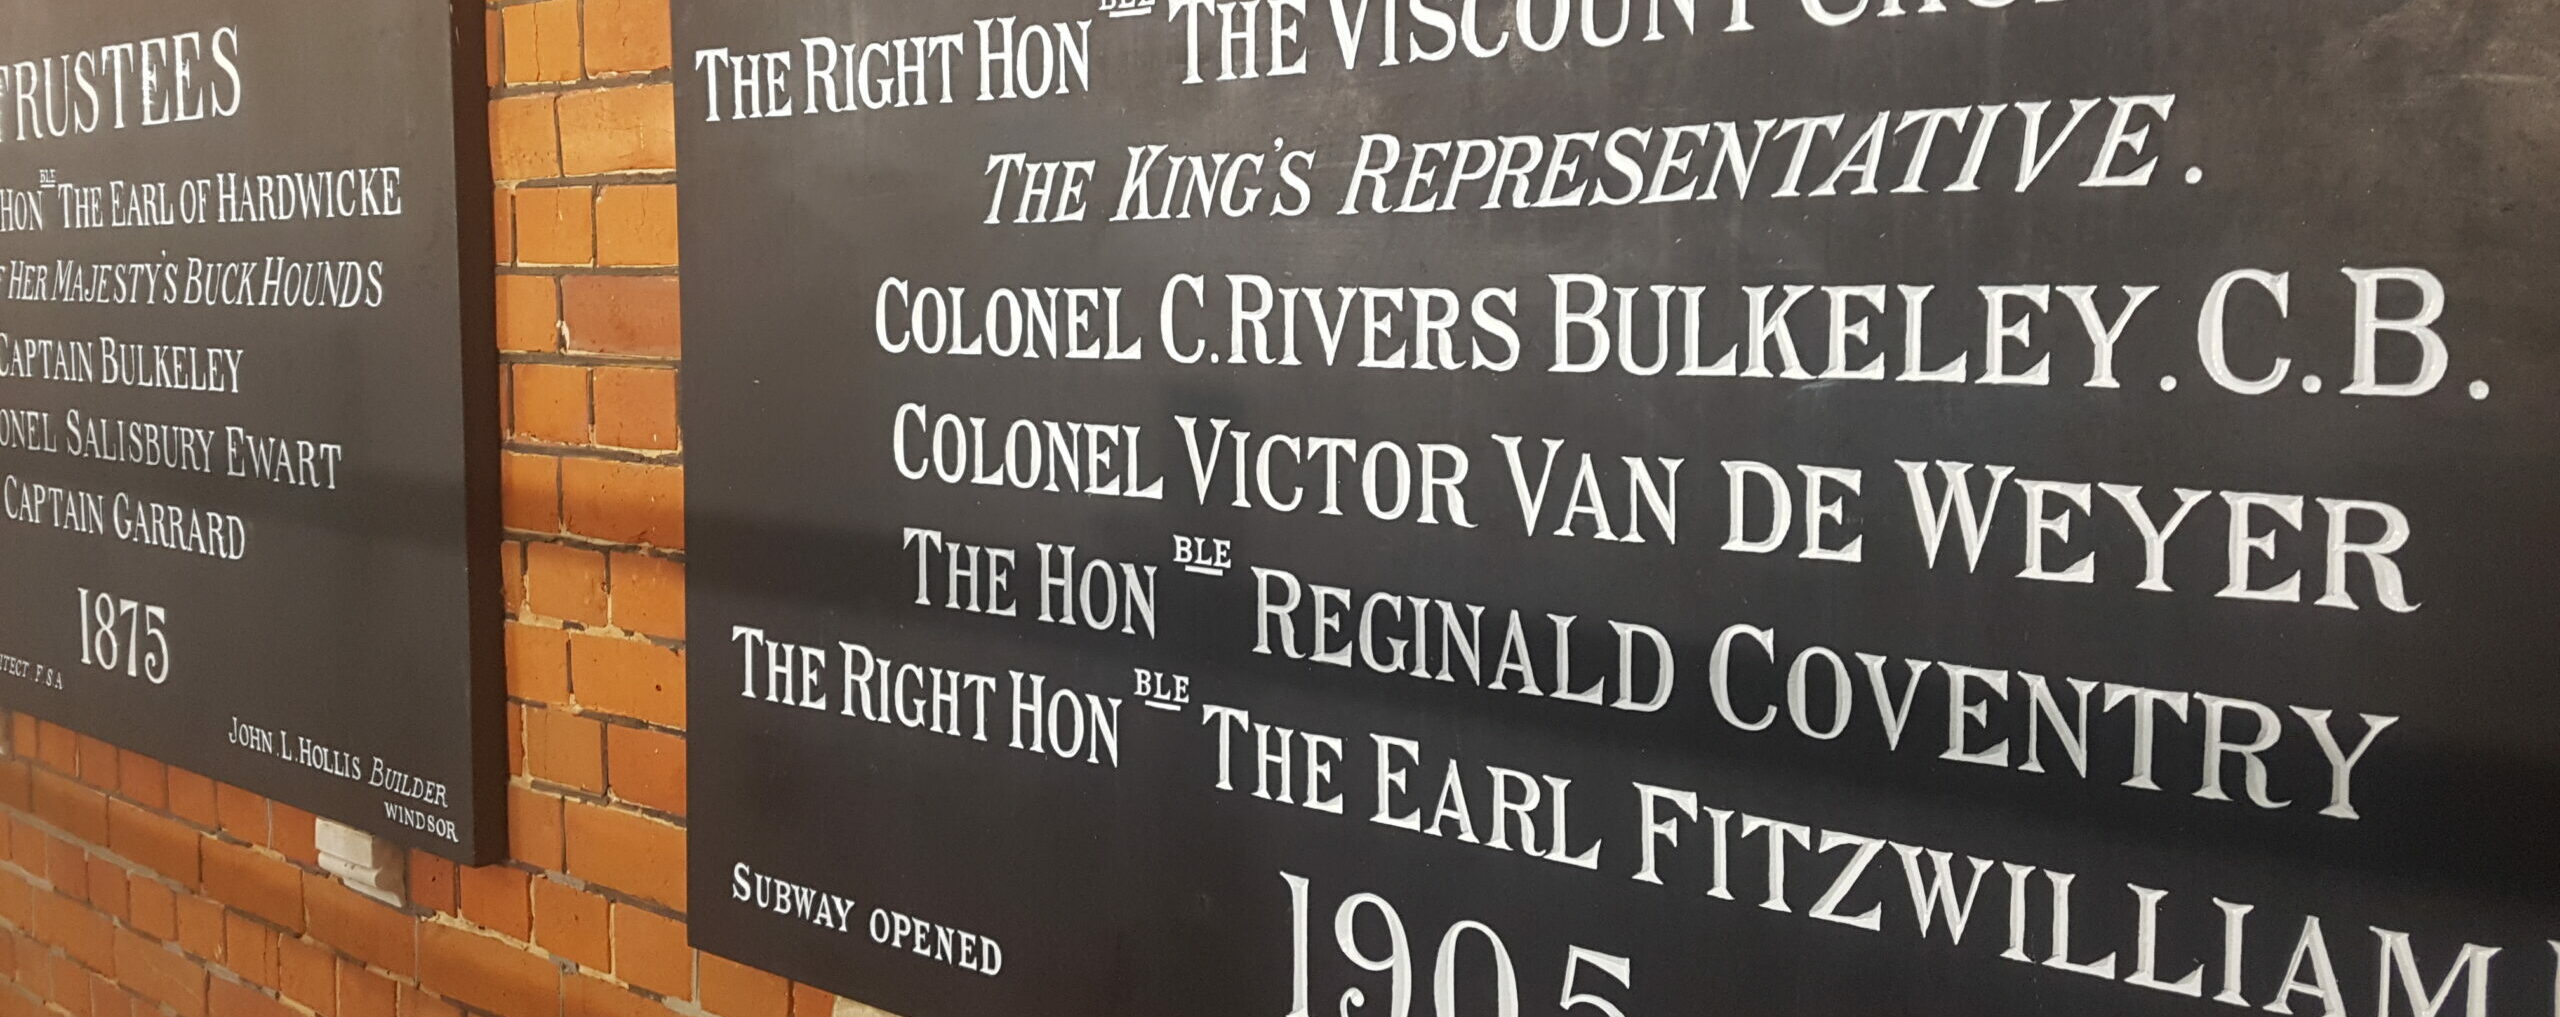 TRUSTEES
HON BLE THE EARL OF HARDWICKE
HER MAJESTY'S BUCK HOUNDS
CAPTAIN BULKELEY
SALISBURY EWART
CAPTAIN GARRARD
1875
F.S.A
JOHN. L. HOLLIS BUILDER
WINDSOR
THE RIGHT HON BLE THE VISCOUNT
THE KING'S REPRESENTATIVE.
COLONEL C. RIVERS BULKELEY. C.B.
COLONEL VICTOR VAN DE WEYER
THE HON BLE REGINALD COVENTRY
THE RIGHT HON BLE THE EARL FITZWILLIAM
SUBWAY OPENED
1905